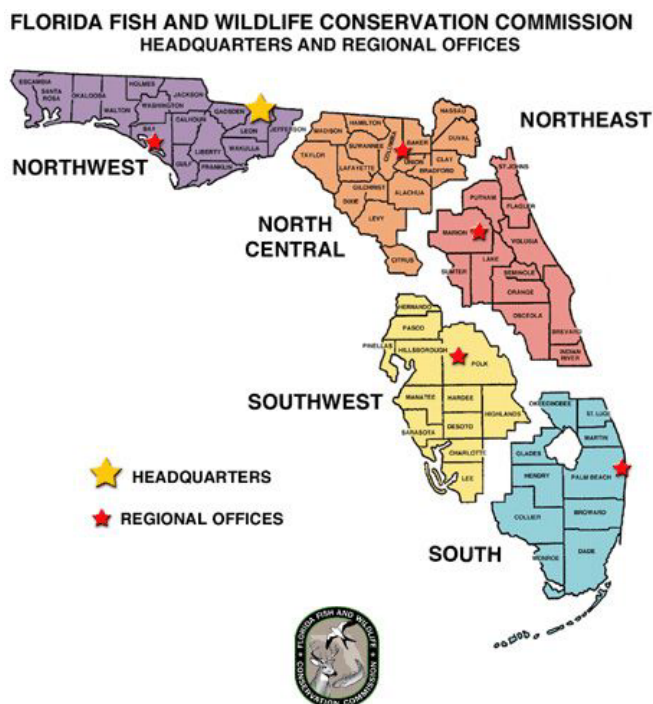 FLORIDA FISH AND WILDLIFE CONSERVATION COMMISSION
HEADQUARTERS AND REGIONAL OFFICES
NORTHWEST
ESCAMBIA
SANTA
ROSA
OKALOOSA
WALTON
HOLMES
WASHINGTON
JACKSON
BAY
CALHOUN
GULF
LIBERTY
FRANKLIN
GADSDEN
LEON
WAKULLA
JEFFERSON
NORTH
CENTRAL
MADISON
HAMILTON
TAYLOR
SUWANNEE
LAFAYETTE
COLUMBIA
BAKER
UNION
NASSAU
DUVAL
CLAY
BRADFORD
GILCHRIST
ALACHUA
DIXIE
LEVY
CITRUS
NORTHEAST
ST JOHNS
PUTNAM
FLAGLER
MARION
VOLUSIA
LAKE
SUMTER
SEMINOLE
ORANGE
OSCEOLA
BREVARD
INDIAN
RIVER
SOUTHWEST
HERNANDO
PASCO
PINELLAS
HILLSBOROUGH
POLK
MANATEE
HARDEE
HIGHLANDS
SARASOTA
DESOTO
CHARLOTTE
LEE
SOUTH
OKEECHOBEE
ST. LUCIE
MARTIN
GLADES
HENDRY
PALM BEACH
COLLIER
BROWARD
MONROE
DADE
HEADQUARTERS
REGIONAL OFFICES
FLORIDA FISH AND WILDLIFE
CONSERVATION COMMISSION